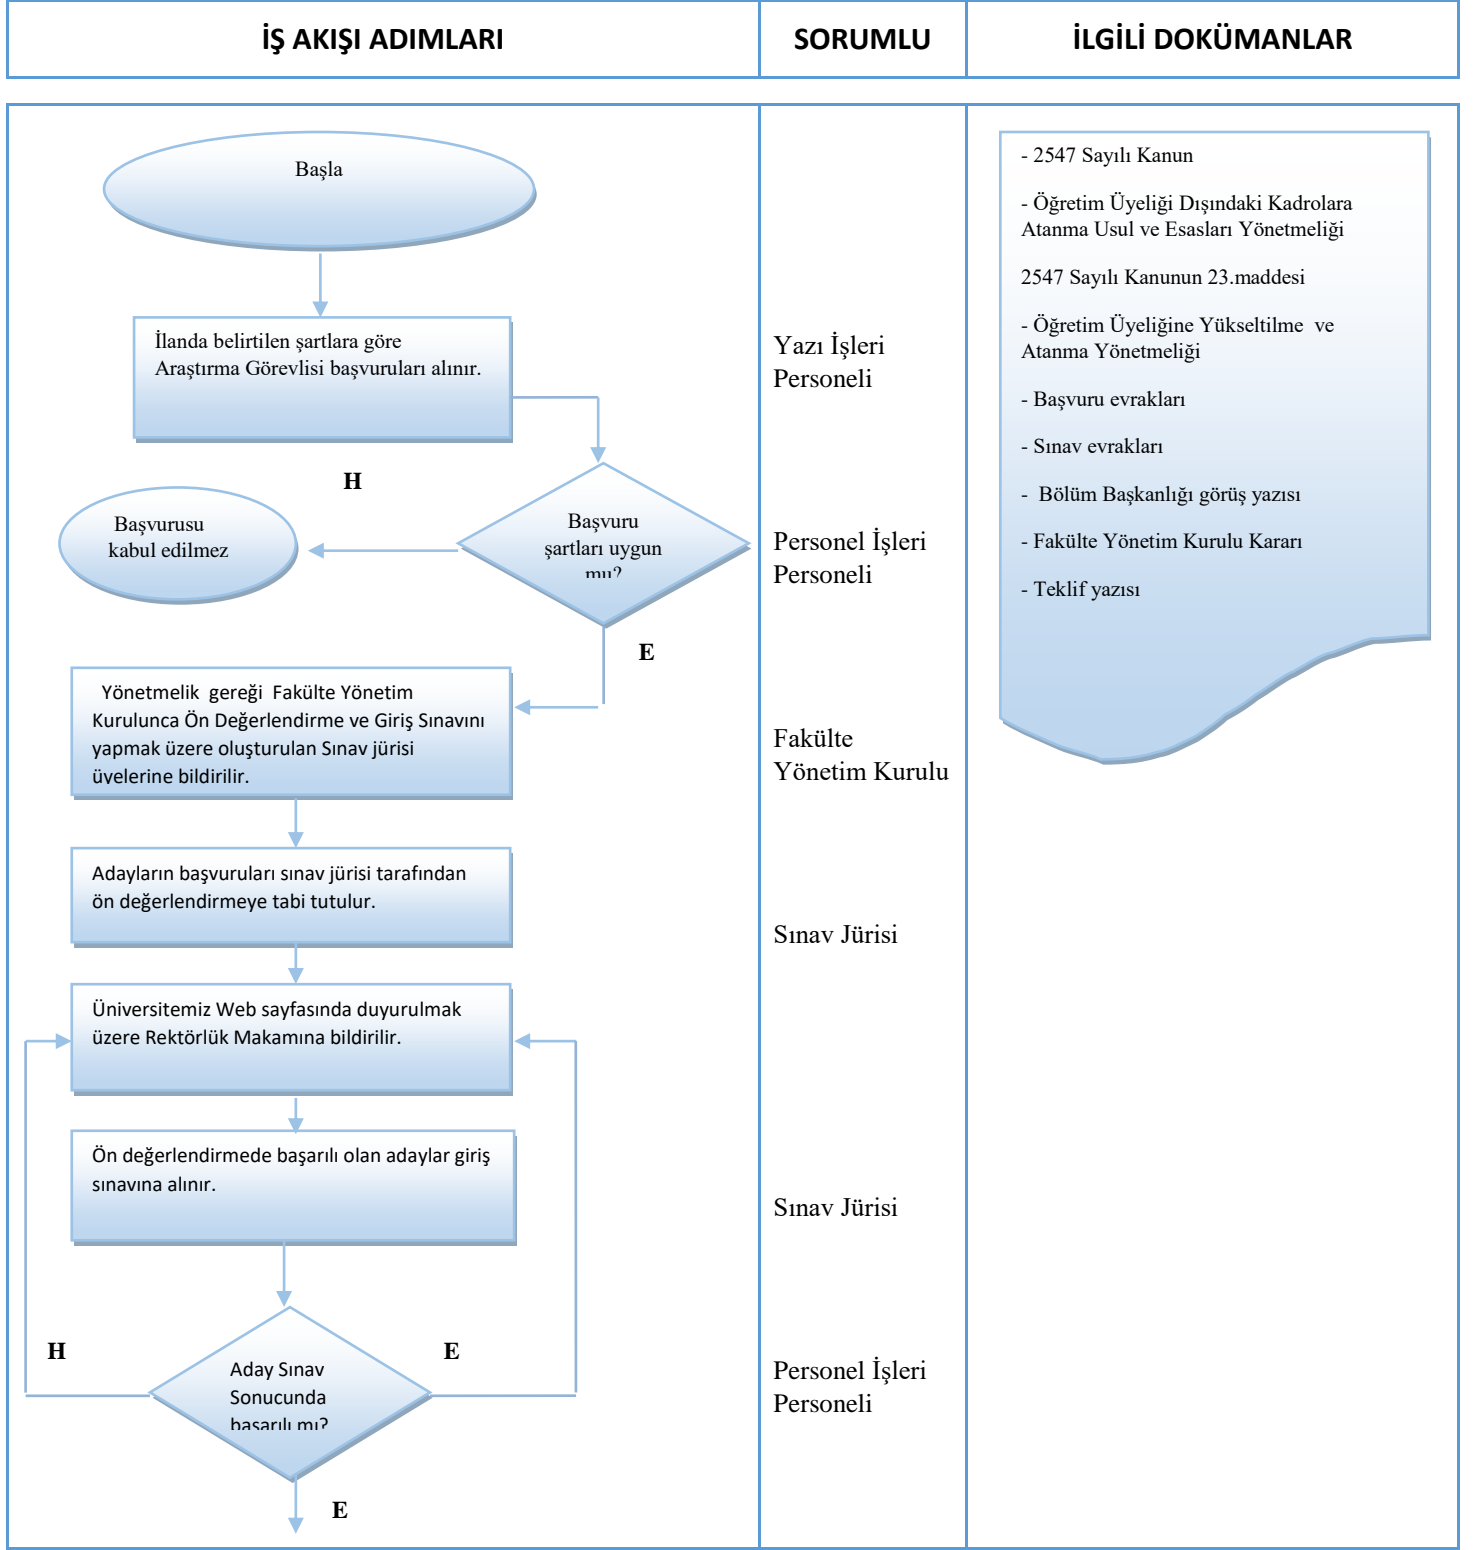 İŞ AKIŞI ADIMLARI
SORUMLU
İLGİLİ DOKÜMANLAR
Başla
İlanda belirtilen şartlara göre
Araştırma Görevlisi başvuruları alınır.
H
Başvurusu
kabul edilmez
Başvuru
şartları uygun
mu?
E
Yönetmelik gereği Fakülte Yönetim
Kurulunca Ön Değerlendirme ve Giriş Sınavını
yapmak üzere oluşturulan Sınav jürisi
üyelerine bildirilir.
Adayların başvuruları sınav jürisi tarafından
ön değerlendirmeye tabi tutulur.
Üniversitemiz Web sayfasında duyurulmak
üzere Rektörlük Makamına bildirilir.
Ön değerlendirmede başarılı olan adaylar giriş
sınavına alınır.
H
E
Aday Sınav
Sonucunda
başarılı mı?
E
Yazı İşleri
Personeli
Personel İşleri
Personeli
Fakülte
Yönetim Kurulu
Sınav Jürisi
Sınav Jürisi
Personel İşleri
Personeli
- 2547 Sayılı Kanun
- Öğretim Üyeliği Dışındaki Kadrolara
Atanma Usul ve Esasları Yönetmeliği
2547 Sayılı Kanunun 23.maddesi
- Öğretim Üyeliğine Yükseltilme ve
Atanma Yönetmeliği
- Başvuru evrakları
- Sınav evrakları
- Bölüm Başkanlığı görüş yazısı
- Fakülte Yönetim Kurulu Kararı
- Teklif yazısı